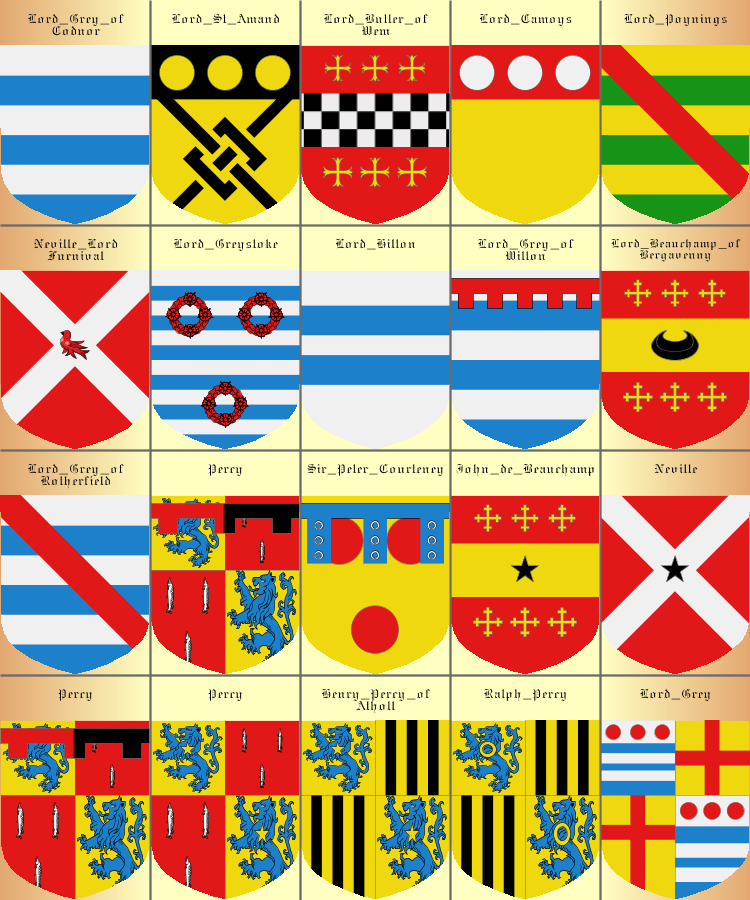 Lord_Grey_of
Codnor
Lord_St_Amand
Lord_Butler_of
Wem
Lord_Camoys
Lord_Poynings
Neville_Lord
Furnival
Lord_Greystoke
Lord_Hilton
Lord_Grey_of
Wilton
Lord_Beauchamp_of
Bergavenny
Lord_Grey_of
Rotherfield
Percy
Sir_Peter_Courteney
John_de_Beauchamp
Neville
Percy
Percy
Henry_Percy_of
Atholl
Ralph_Percy
Lord_Grey